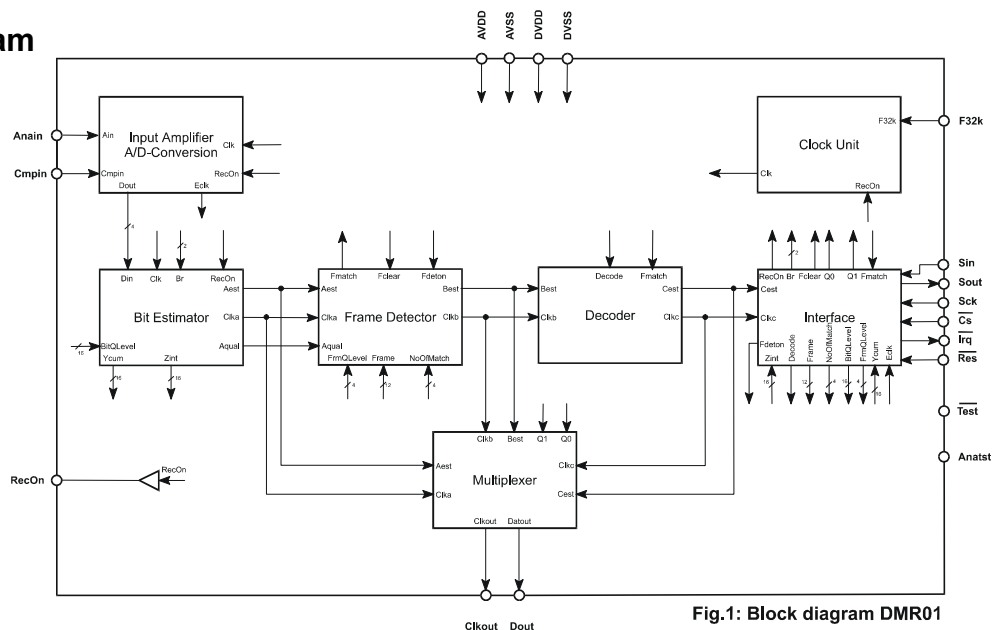 am
AVDD
AVSS
DVDD
DVSS
Anain
Cmpin
Ain
Input Amplifier
A/D-Conversion
Clk
Cmpin
RecOn
Dout
Eclk
4
F32k
F32k
Clock Unit
Clk
RecOn
2
Din
Clk
Br
RecOn
Aest
Bit Estimator
Clka
BitQLevel
Aqual
16
Ycum
Zint
16
16
Fmatch
Fclear
Fdeton
Aest
Best
Clka
Frame Detector
Clkb
Aqual
FrmQLevel
Frame
NoOfMatch
4
12
4
Decode
Fmatch
Best
Cest
Clkb
Decoder
Clkc
2
RecOn
Br
Fclear
Q0
Q1
Fmatch
Cest
Clkc
Interface
Fdeton
Zint
Decode
Frame
NoOfMatch
BitQLevel
FrmQLevel
Ycum
Eclk
16
12
4
16
4
16
Sin
Sout
Sck
Cs
Irq
Res
Test
Anatst
Clkb
Best
Q1
Q0
Aest
Clkc
Multiplexer
Clka
Cest
Clkout
Datout
RecOn
RecOn
Clkout
Dout
Fig.1: Block diagram DMR01